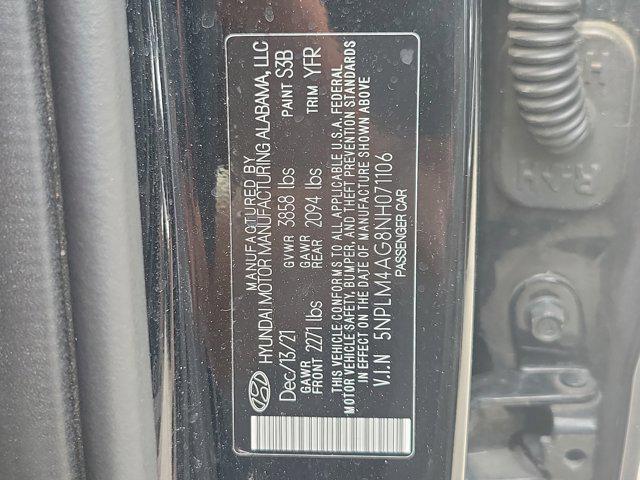 MANUFACTURED BY
HYUNDAI MOTOR MANUFACTURING ALABAMA, LLC
Dec/13/21 GVWR 3858 lbs PAINT S3B
GAWR FRONT 2271 lbs GAWR REAR 2094 lbs TRIM YFR
THIS VEHICLE CONFORMS TO ALL APPLICABLE U.S.A. FEDERAL
MOTOR VEHICLE SAFETY, BUMPER, AND THEFT PREVENTION STANDARDS
IN EFFECT ON THE DATE OF MANUFACTURE SHOWN ABOVE
V.I.N 5NPLM4AG8NH071106
PASSENGER CAR